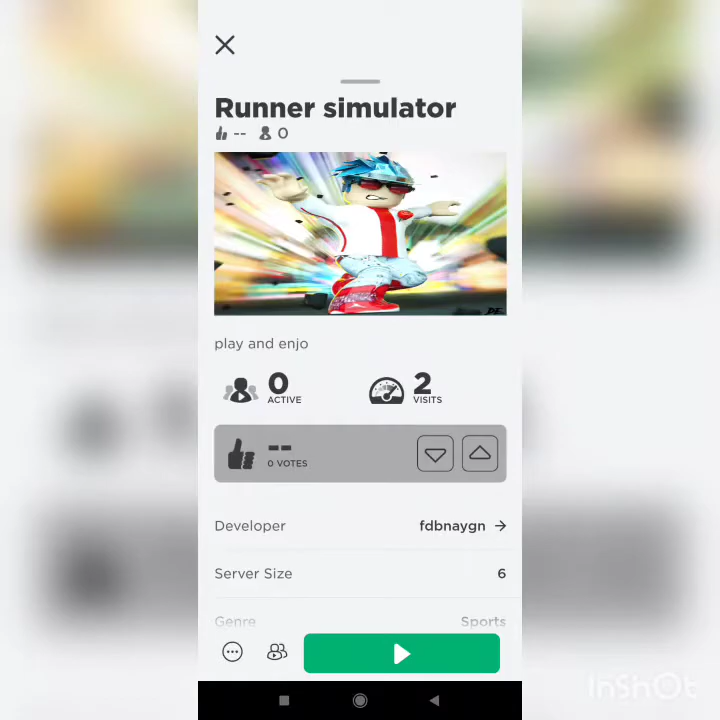 Runner simulator
-- 0
play and enjo
0 ACTIVE
2 VISITS
--
0 VOTES
Developer fdbnaygn →
Server Size 6
Genre Sports
InShOt